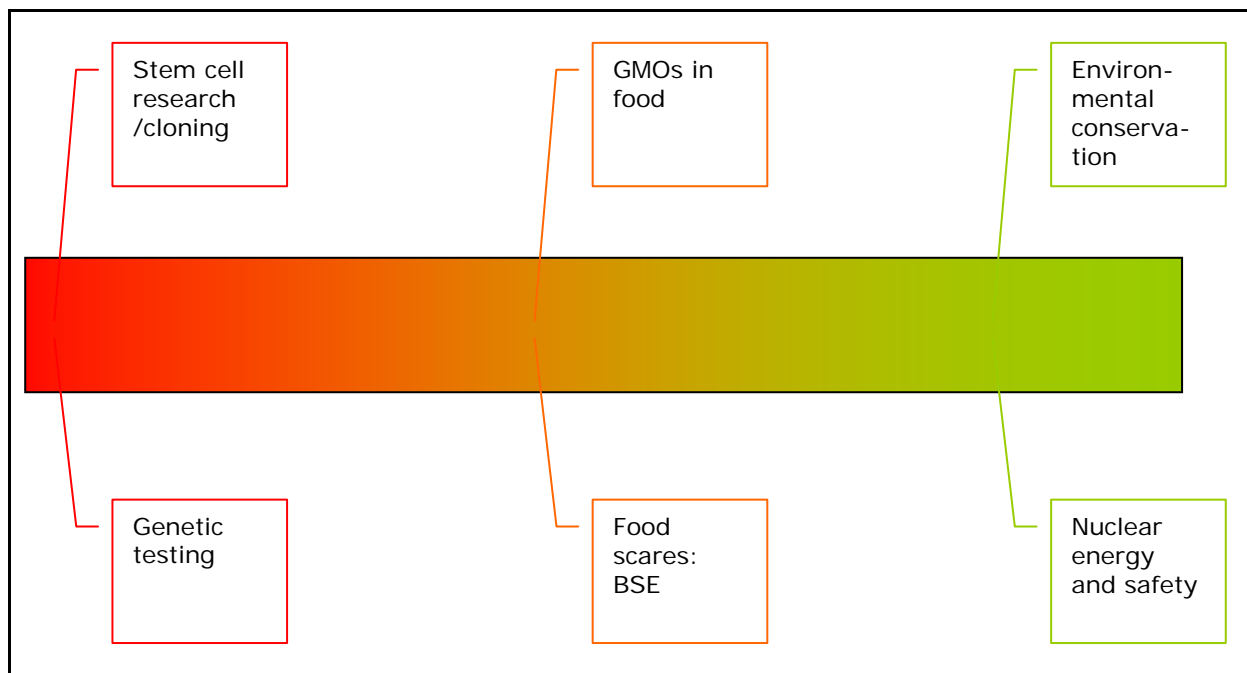 Stem cell
research
/cloning
GMOs in
food
Environ-
mental
conserva-
tion
Genetic
testing
Food
scares:
BSE
Nuclear
energy
and safety